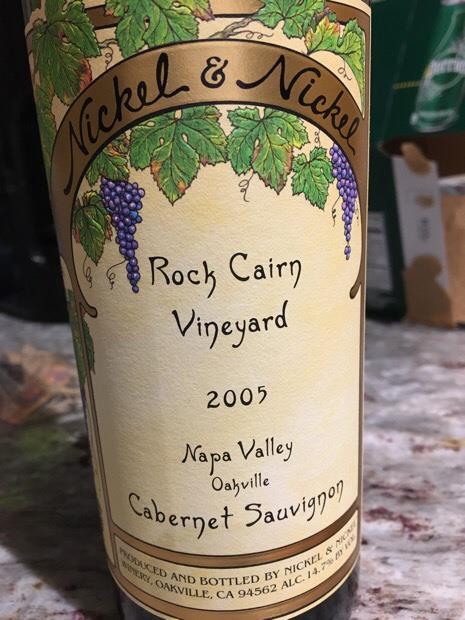 Nickel & Nickel
Rock Cairn
Vineyard
2005
Napa Valley
Oakville
Cabernet Sauvignon
PRODUCED AND BOTTLED BY NICKEL & NICKEL
WINERY, OAKVILLE, CA 94562 ALC. 14.7% BY VOL.